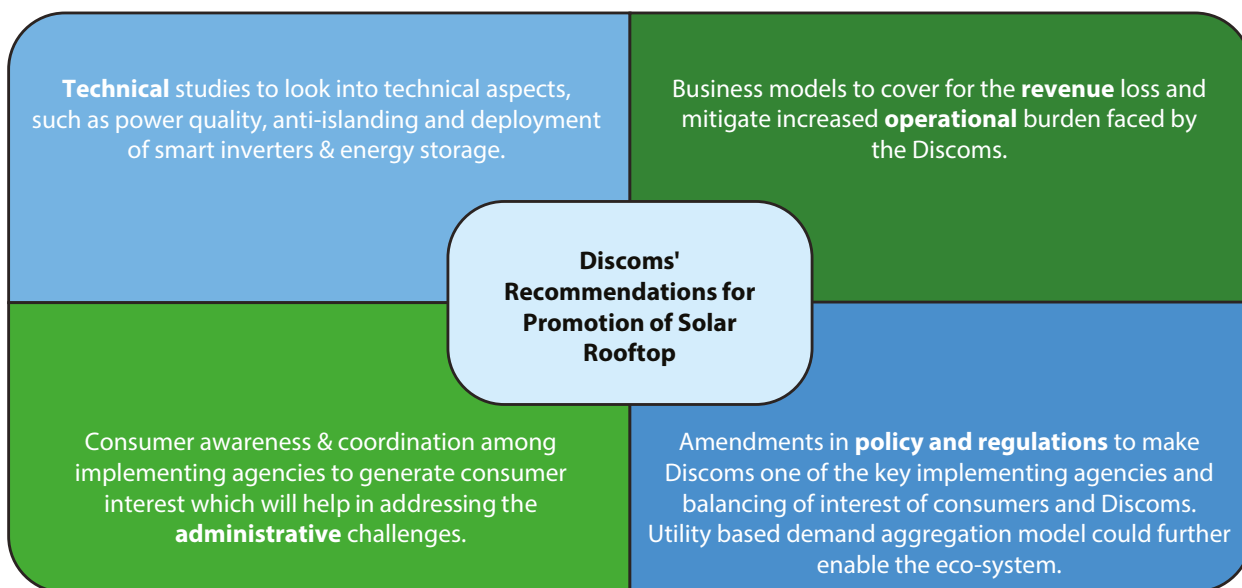 Technical studies to look into technical aspects,
such as power quality, anti-islanding and deployment
of smart inverters & energy storage.
Business models to cover for the revenue loss and
mitigate increased operational burden faced by
the Discoms.
Discoms'
Recommendations for
Promotion of Solar
Rooftop
Consumer awareness & coordination among
implementing agencies to generate consumer
interest which will help in addressing the
administrative challenges.
Amendments in policy and regulations to make
Discoms one of the key implementing agencies and
balancing of interest of consumers and Discoms.
Utility based demand aggregation model could further
enable the eco-system.